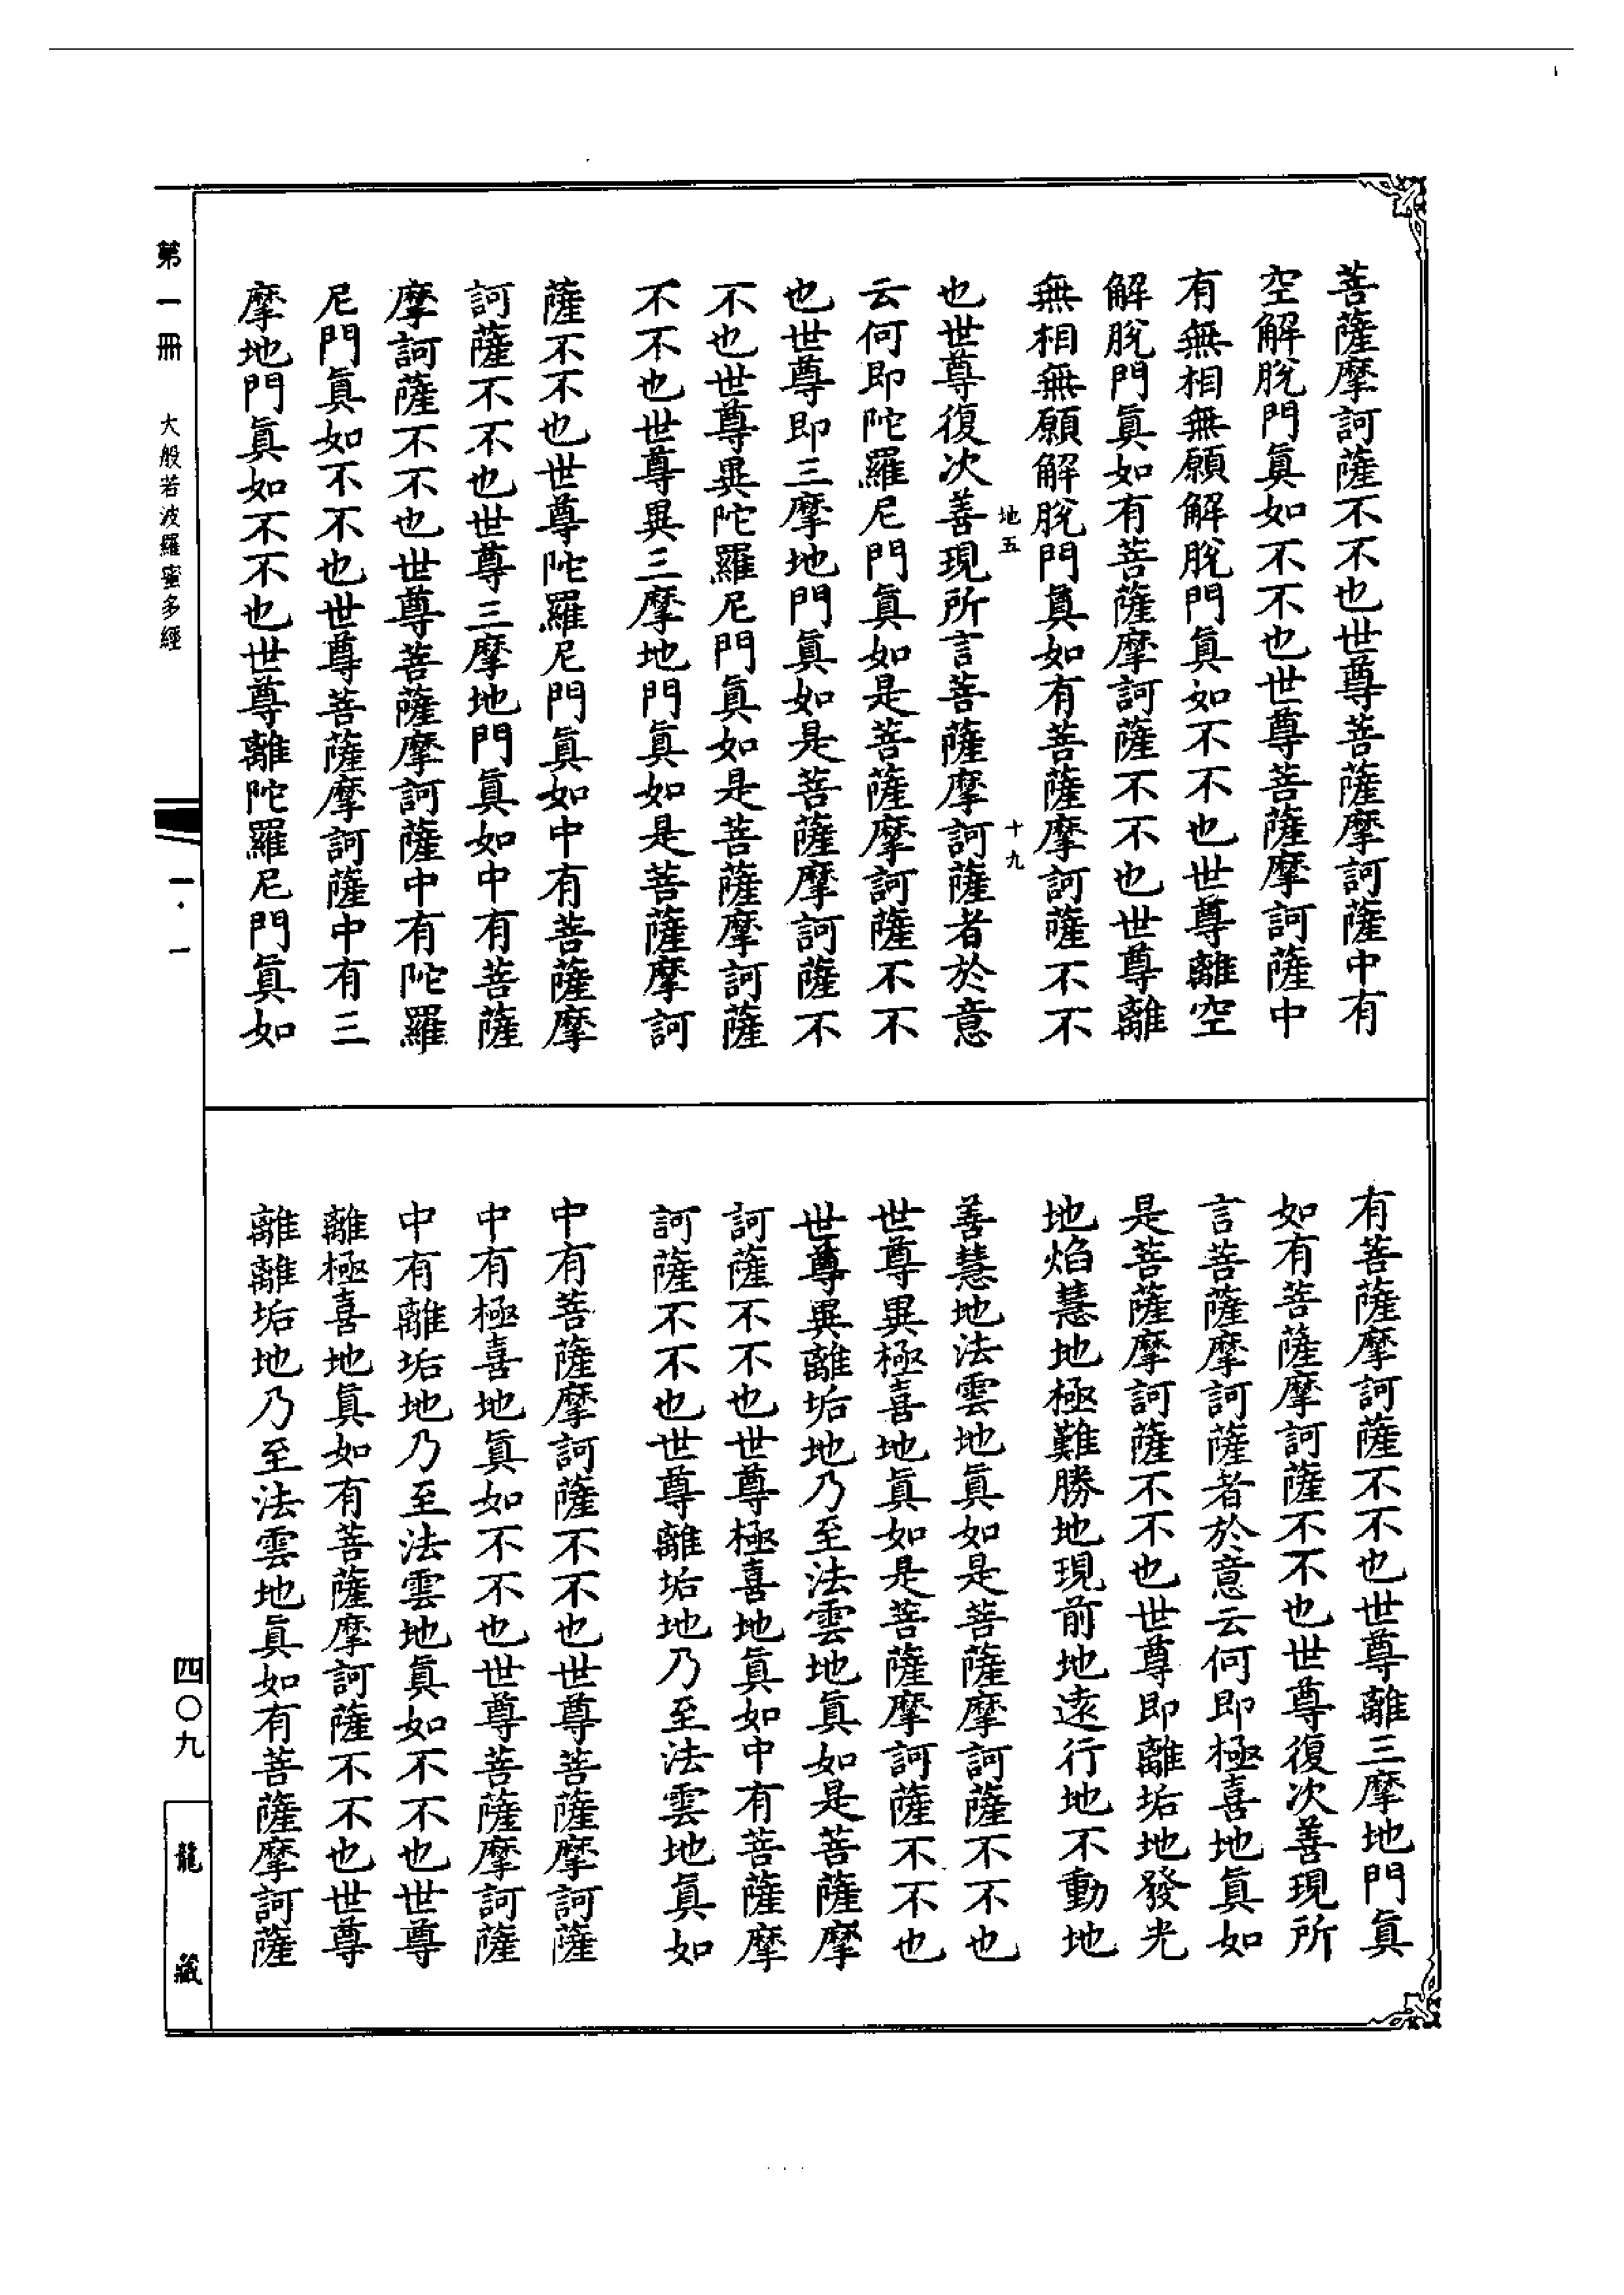 菩薩摩訶薩不不也世尊菩薩摩訶薩中有
空解脫門眞如不不也世尊菩薩摩訶薩中
有無相無願解脫門眞如不不也世尊離空
解脫門眞如有菩薩摩訶薩不不也世尊離
無相無願解脫門眞如有菩薩摩訶薩不不
地五
十九
也世尊復次善現所言菩薩摩訶薩者於意
云何即陀羅尼門眞如是菩薩摩訶薩不不
也世尊即三摩地門眞如是菩薩摩訶薩不
不也世尊異陀羅尼門眞如是菩薩摩訶薩
不不也世尊異三摩地門眞如是菩薩摩訶
薩不不也世尊陀羅尼門眞如中有菩薩摩
訶薩不不也世尊三摩地門眞如中有菩薩
摩訶薩不不也世尊菩薩摩訶薩中有陀羅
尼門眞如不不也世尊菩薩摩訶薩中有三
摩地門眞如不不也世尊離陀羅尼門眞如
有菩薩摩訶薩不不也世尊離三摩地門眞
如有菩薩摩訶薩不不也世尊復次善現所
言菩薩摩訶薩者於意云何即極喜地眞如
是菩薩摩訶薩不不也世尊即離垢地發光
地焰慧地極難勝地現前地遠行地不動地
善慧地法雲地眞如是菩薩摩訶薩不不也
世尊異極喜地眞如是菩薩摩訶薩不不也
世尊異離垢地乃至法雲地眞如是菩薩摩
訶薩不不也世尊極喜地眞如中有菩薩摩
訶薩不不也世尊離垢地乃至法雲地眞如
中有菩薩摩訶薩不不也世尊菩薩摩訶薩
中有極喜地眞如不不也世尊菩薩摩訶薩
中有離垢地乃至法雲地眞如不不也世尊
離極喜地眞如有菩薩摩訶薩不不也世尊
離離垢地乃至法雲地眞如有菩薩摩訶薩
第一冊 大般若波羅蜜多經
一·一
四〇九
龍藏